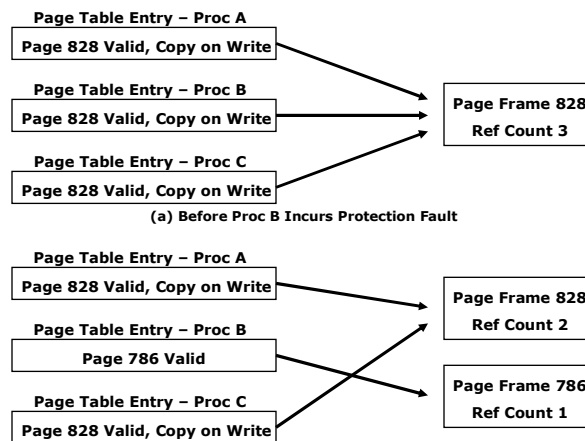 Page Table Entry – Proc A
Page 828 Valid, Copy on Write
Page Table Entry – Proc B
Page 828 Valid, Copy on Write
Page Table Entry – Proc C
Page 828 Valid, Copy on Write
Page Frame 828
Ref Count 3
(a) Before Proc B Incurs Protection Fault
Page Table Entry – Proc A
Page 828 Valid, Copy on Write
Page Table Entry – Proc B
Page 786 Valid
Page Table Entry – Proc C
Page 828 Valid, Copy on Write
Page Frame 828
Ref Count 2
Page Frame 786
Ref Count 1